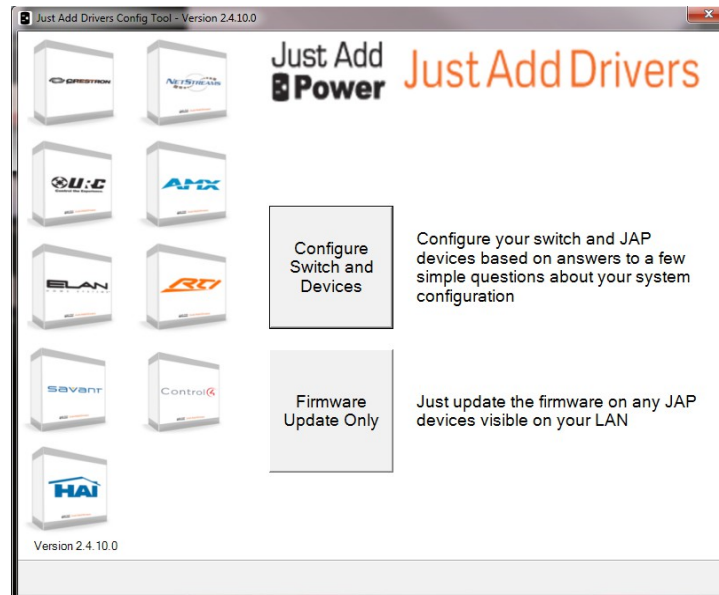 Just Add Drivers Config Tool - Version 2.4.10.0
Just Add
Power
Just Add Drivers
CRESTRON
NETSTREAMS
URC
AMX
ELAN
RTI
Configure
Switch and
Devices
Configure your switch and JAP
devices based on answers to a few
simple questions about your system
configuration
savant
Control4
Firmware
Update Only
Just update the firmware on any JAP
devices visible on your LAN
HAI
Version 2.4.10.0